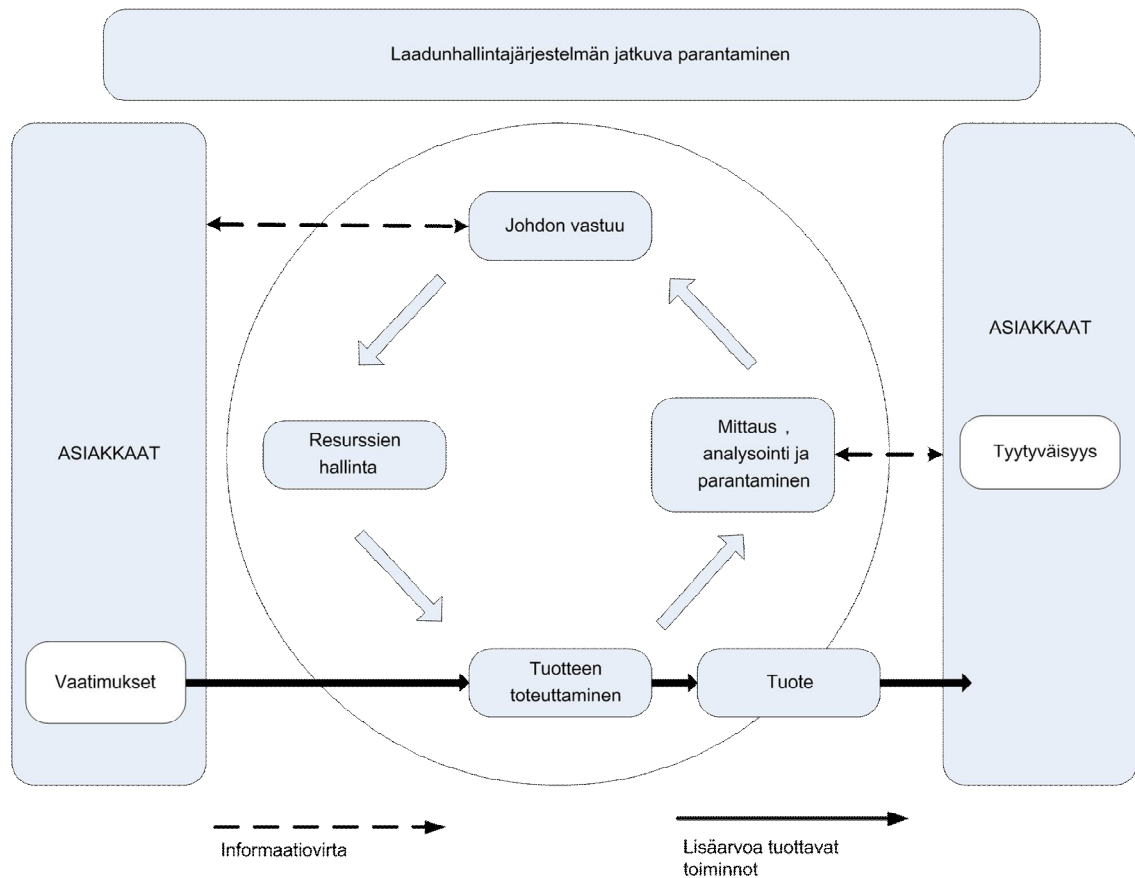 Laadunhallintajärjestelmän jatkuva parantaminen
Johdon vastuu
ASIAKKAAT
ASIAKKAAT
Resurssien
hallinta
Mittaus ,
analysointi ja
parantaminen
Tyytyväisyys
Vaatimukset
Tuotteen
toteuttaminen
Tuote
Informaatiovirta
Lisäarvoa tuottavat
toiminnot